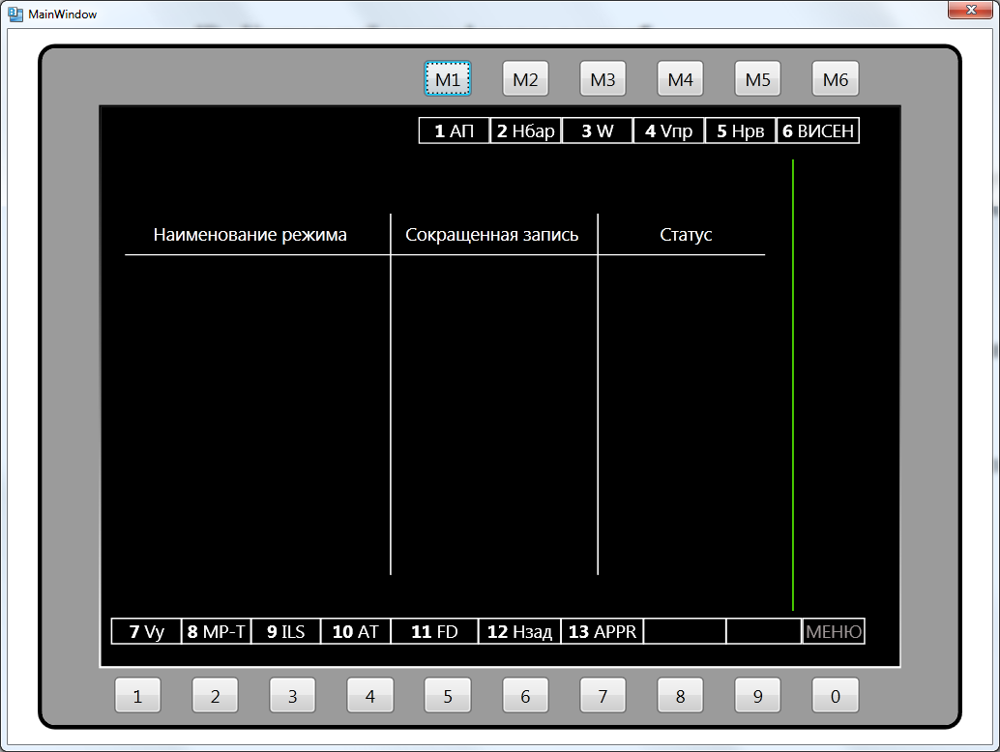 MainWindow
M1 M2 M3 M4 M5 M6
1 АП 2 Нбар 3 W 4 Vпр 5 Нрв 6 ВИСЕН
Наименование режима Сокращенная запись Статус
7 Vy 8 МР-Т 9 ILS 10 AT 11 FD 12 Нзад 13 APPR МЕНЮ
1 2 3 4 5 6 7 8 9 0